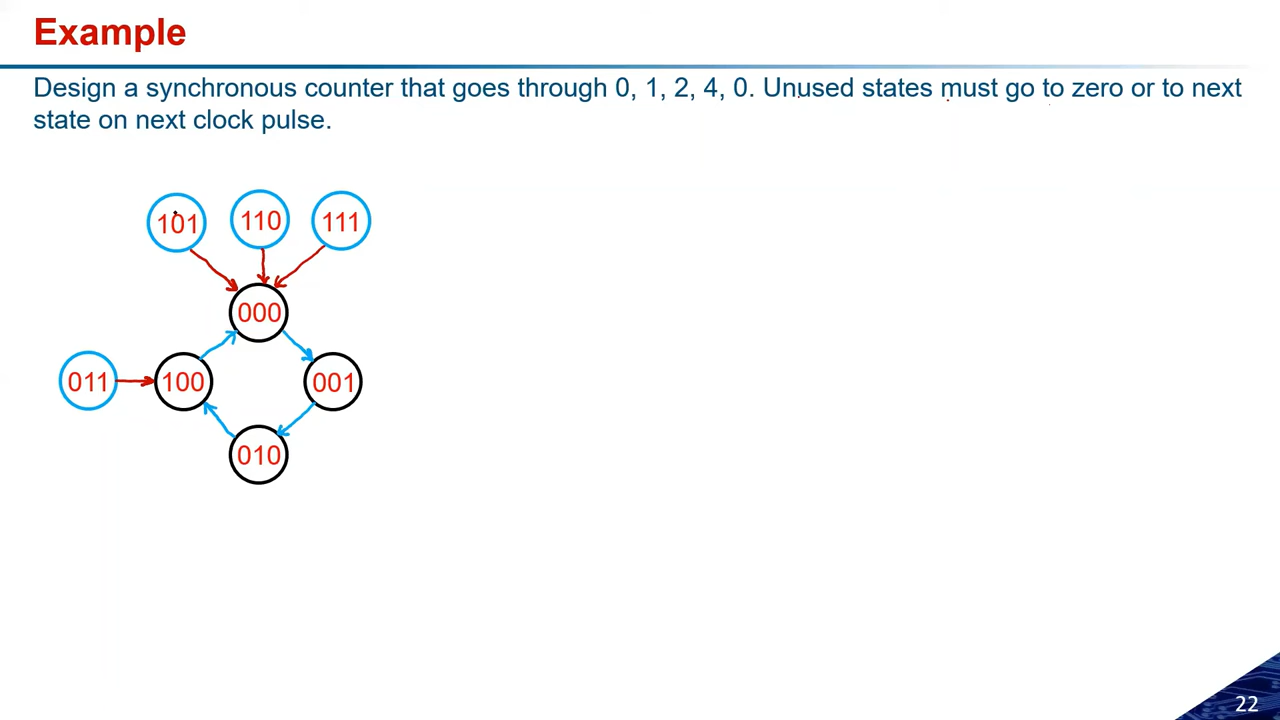 Example
Design a synchronous counter that goes through 0, 1, 2, 4, 0. Unused states must go to zero or to next
state on next clock pulse.
101 110 111
000
011 100 001
010
22